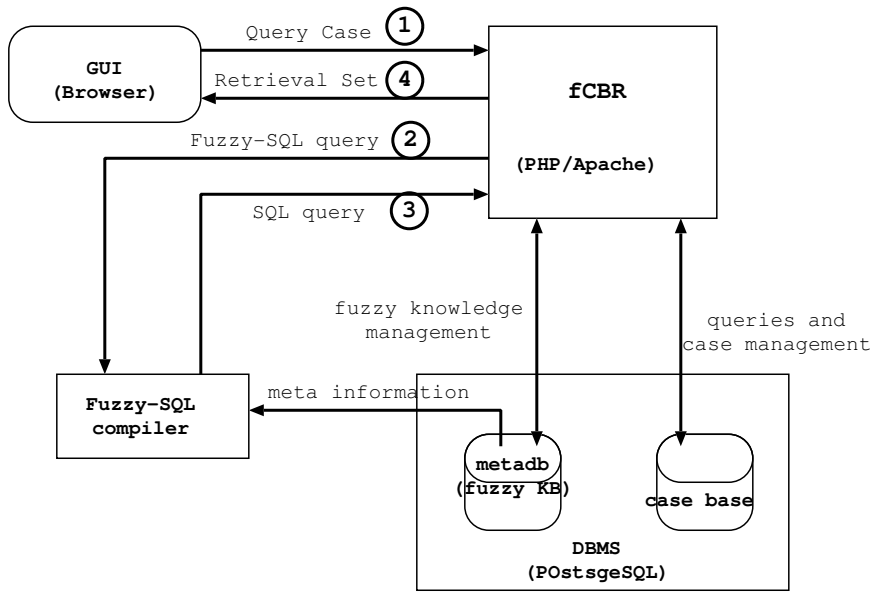 Query Case 1
GUI
(Browser)
Retrieval Set 4
fCBR
Fuzzy-SQL query 2
(PHP/Apache)
SQL query 3
fuzzy knowledge
management
queries and
case management
meta information
Fuzzy-SQL
compiler
metadb
(fuzzy KB)
case base
DBMS
(POstsgeSQL)